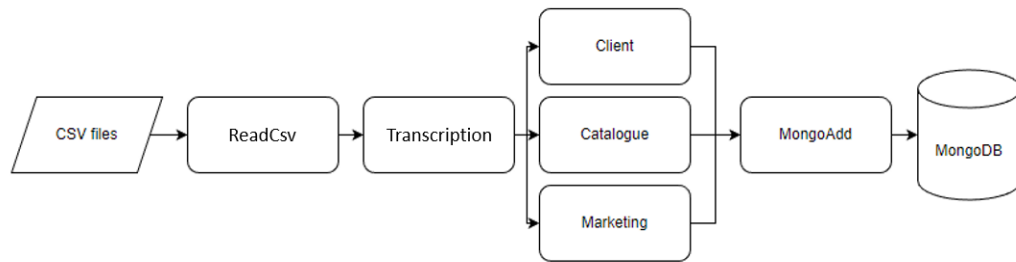 CSV files
ReadCsv
Transcription
Client
Catalogue
Marketing
MongoAdd
MongoDB